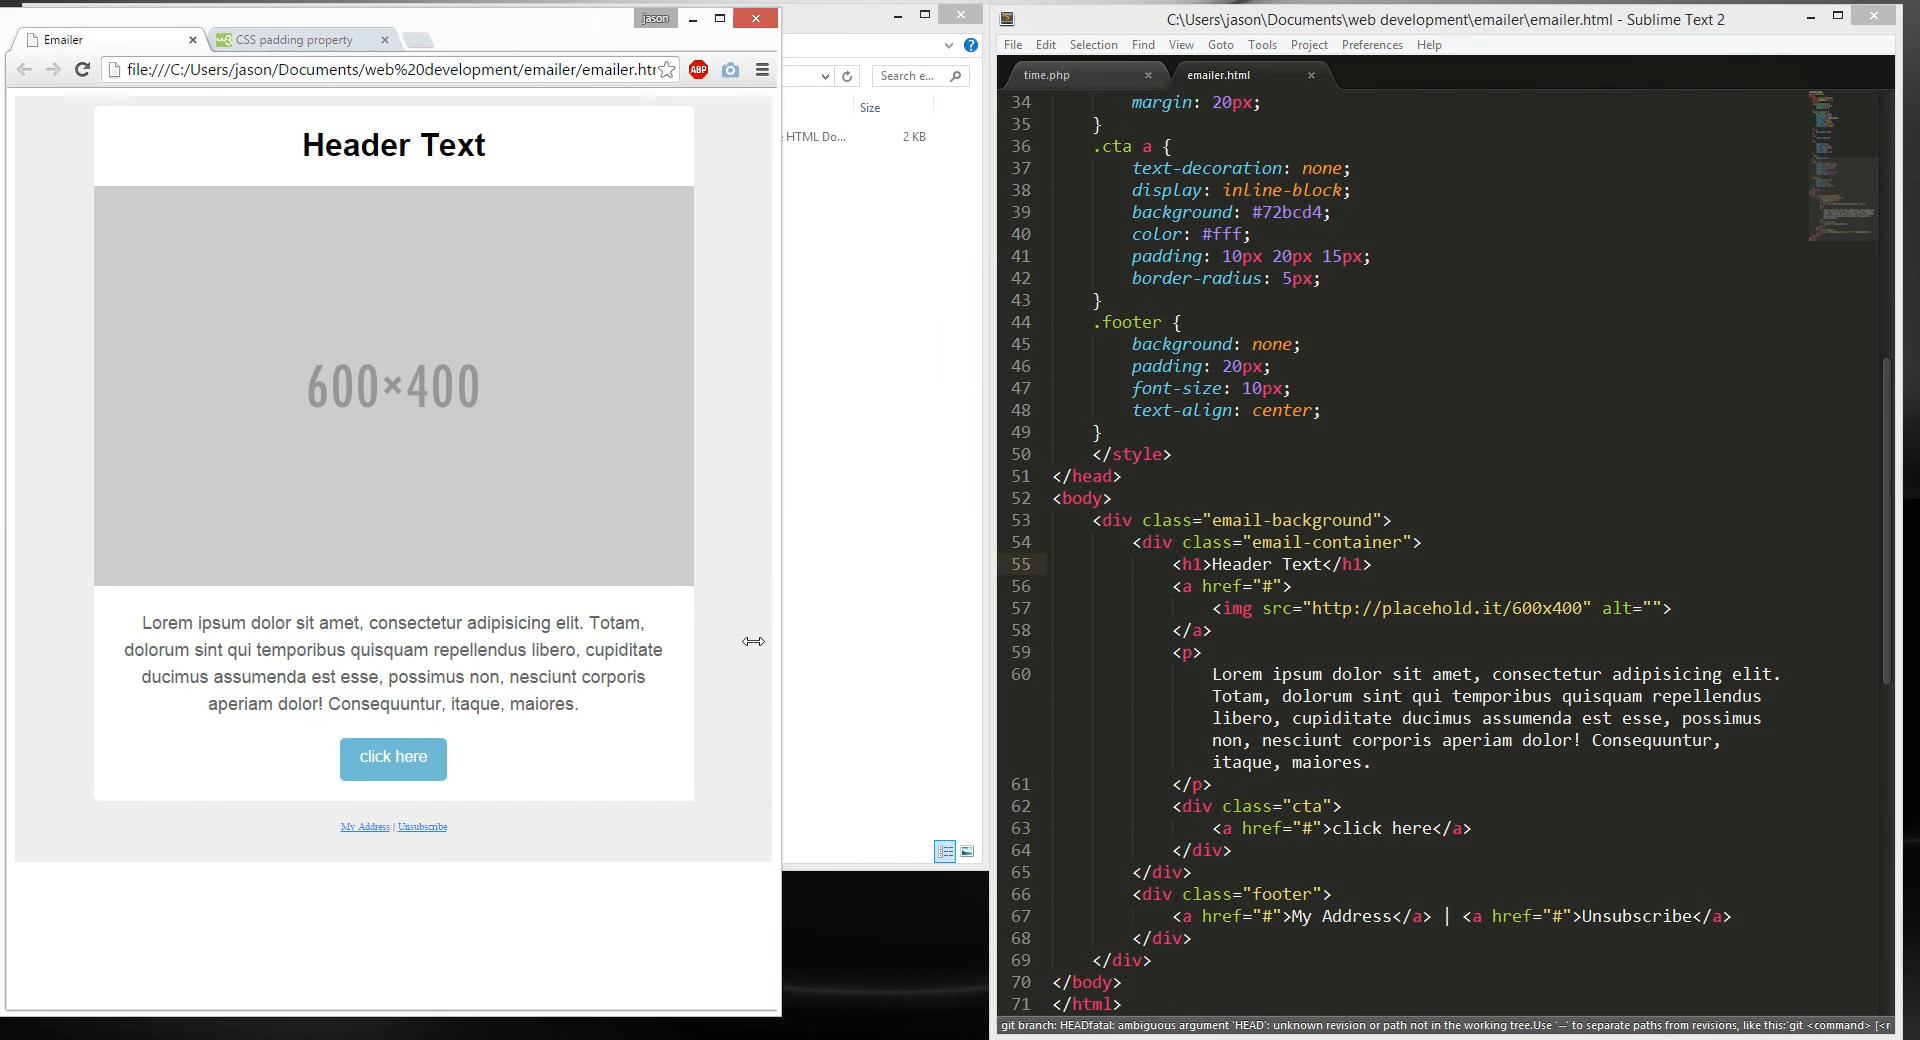 jason
Emailer
CSS padding property
file:///C:/Users/jason/Documents/web%20development/emailer/emailer.htr
ABP
Header Text
600×400
Lorem ipsum dolor sit amet, consectetur adipisicing elit. Totam,
dolorum sint qui temporibus quisquam repellendus libero, cupiditate
ducimus assumenda est esse, possimus non, nesciunt corporis
aperiam dolor! Consequuntur, itaque, maiores.
click here
My Address | Unsubscribe
Search e...
Size
HTML Do...
2 KB
C:\Users\jason\Documents\web development\emailer\emailer.html - Sublime Text 2
File Edit Selection Find View Goto Tools Project Preferences Help
time.php
emailer.html
34 margin: 20px;
35 }
36 .cta a {
37 text-decoration: none;
38 display: inline-block;
39 background: #72bcd4;
40 color: #fff;
41 padding: 10px 20px 15px;
42 border-radius: 5px;
43 }
44 .footer {
45 background: none;
46 padding: 20px;
47 font-size: 10px;
48 text-align: center;
49 }
50 </style>
51 </head>
52 <body>
53 <div class="email-background">
54 <div class="email-container">
55 <h1>Header Text</h1>
56 <a href="#">
57 <img src="http://placehold.it/600x400" alt="">
58 </a>
59 <p>
60 Lorem ipsum dolor sit amet, consectetur adipisicing elit.
Totam, dolorum sint qui temporibus quisquam repellendus
libero, cupiditate ducimus assumenda est esse, possimus
non, nesciunt corporis aperiam dolor! Consequuntur,
itaque, maiores.
61 </p>
62 <div class="cta">
63 <a href="#">click here</a>
64 </div>
65 </div>
66 <div class="footer">
67 <a href="#">My Address</a> | <a href="#">Unsubscribe</a>
68 </div>
69 </div>
70 </body>
71 </html>
git branch: HEADfatal: ambiguous argument 'HEAD': unknown revision or path not in the working tree.Use '--' to separate paths from revisions, like this:'git <command> [<r